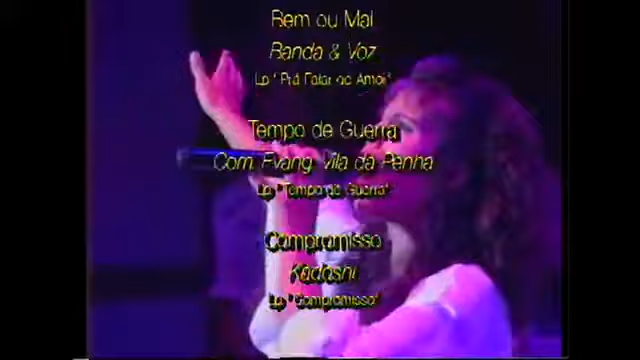 Bem ou Mal
Banda & Voz
Lp "Prá Falar de Amor"
Tempo de Guerra
Com. Evang. Vila da Penha
Lp "Tempo de Guerra"
Compromisso
Kadoshi
Lp "Compromisso"